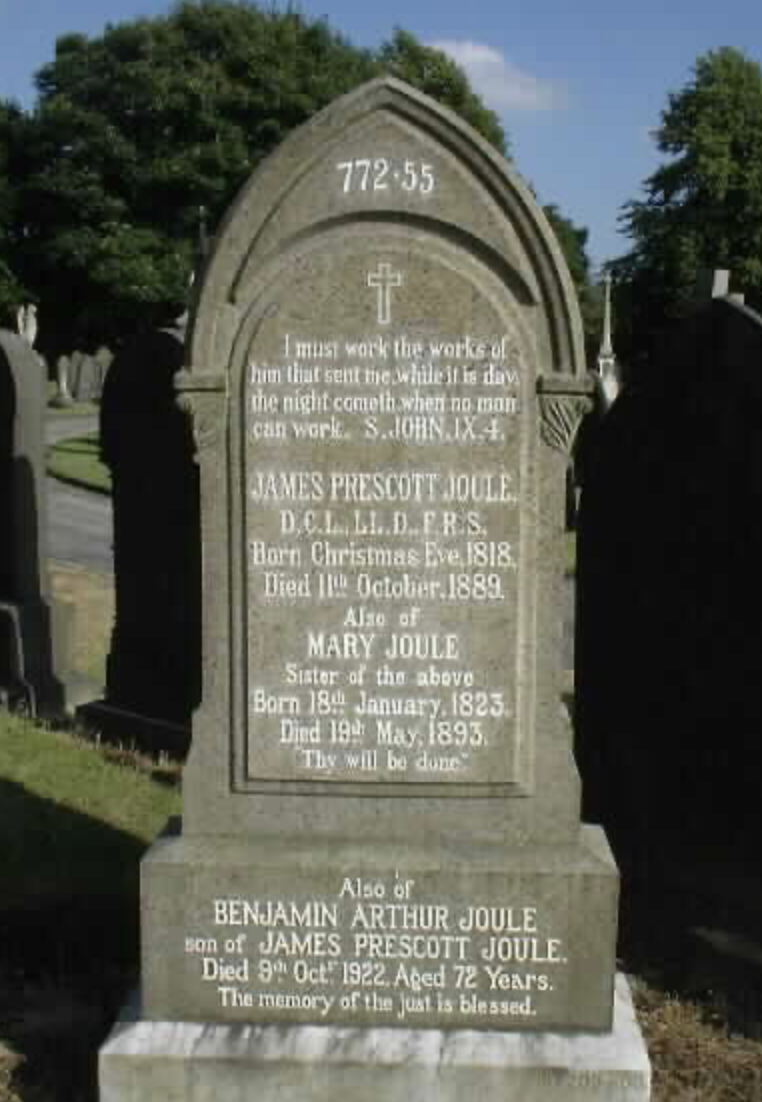 772·55
I must work the works of
him that sent me, while it is day,
the night cometh, when no man
can work. S. JOHN. IX. 4.
JAMES PRESCOTT JOULE.
D.C.L., LL.D., F.R.S.
Born Christmas Eve, 1818,
Died 11th October, 1889.
Also of
MARY JOULE
Sister of the above
Born 18th January, 1823,
Died 19th May, 1893.
"Thy will be done."
Also of
BENJAMIN ARTHUR JOULE
son of JAMES PRESCOTT JOULE.
Died 9th Octr. 1922, Aged 72 Years.
The memory of the just is blessed.